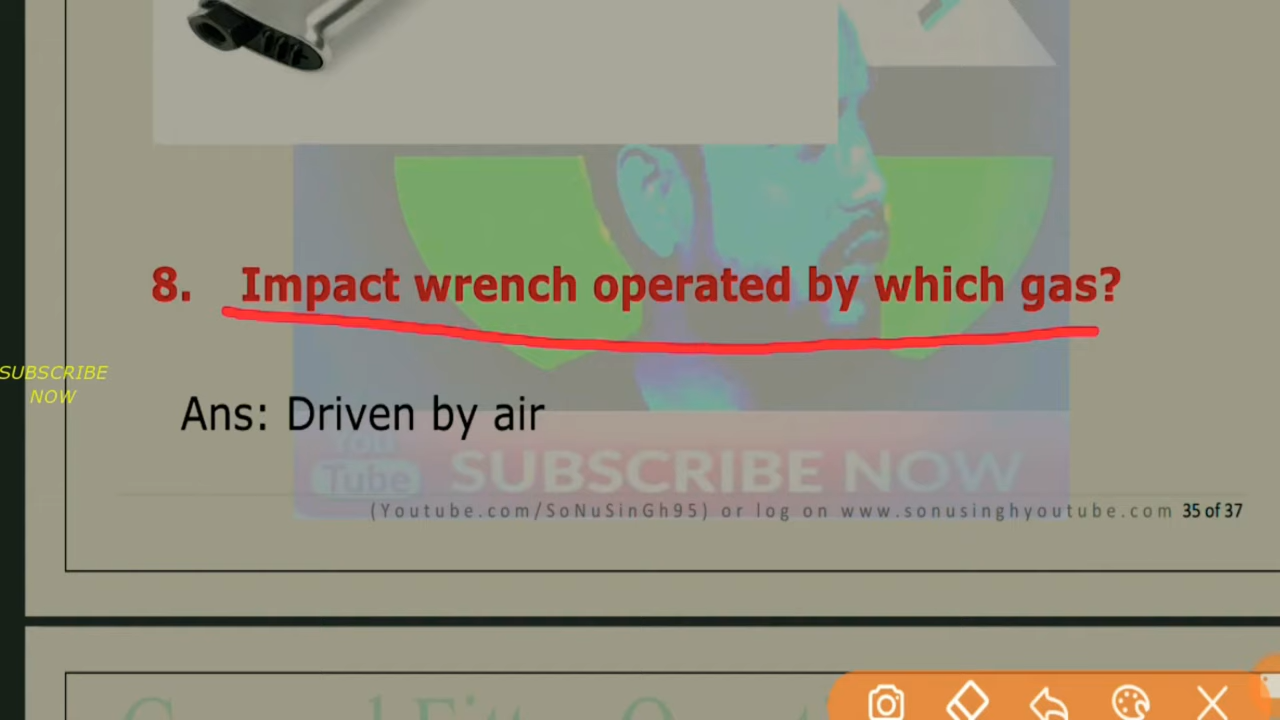 8. Impact wrench operated by which gas?
SUBSCRIBE
NOW
Ans: Driven by air
You
Tube SUBSCRIBE NOW
(Youtube.com/SoNuSinGh95) or log on www.sonusinghyoutube.com 35 of 37